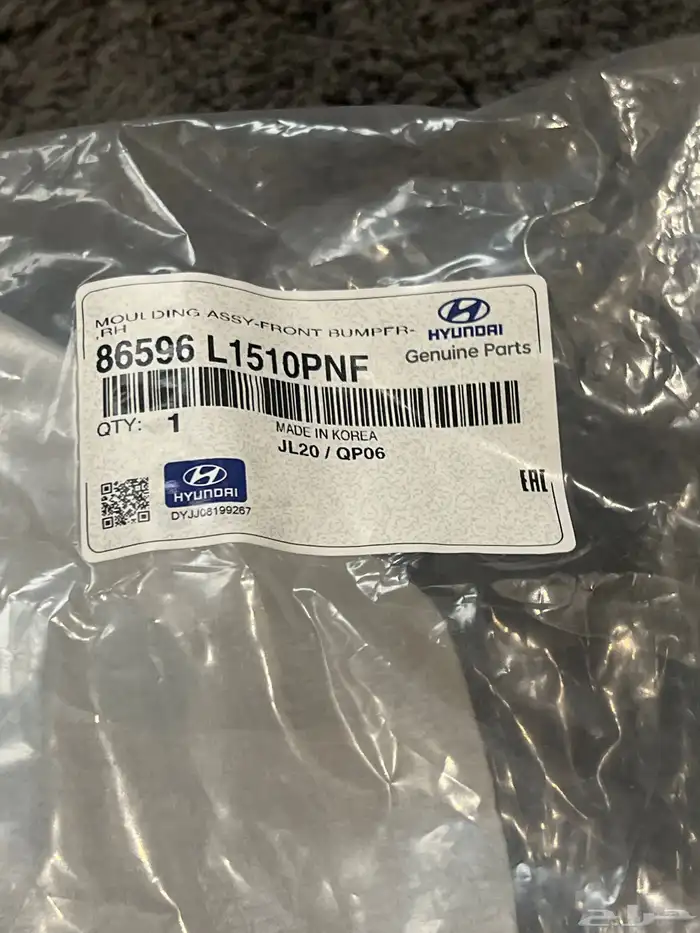 MOULDING ASSY-FRONT BUMPER-
,RH
HYUNDAI
86596 L1510PNF
Genuine Parts
QTY: 1
MADE IN KOREA
JL20 / QP06
EAC
HYUNDAI
DYJJ08199267
حراج